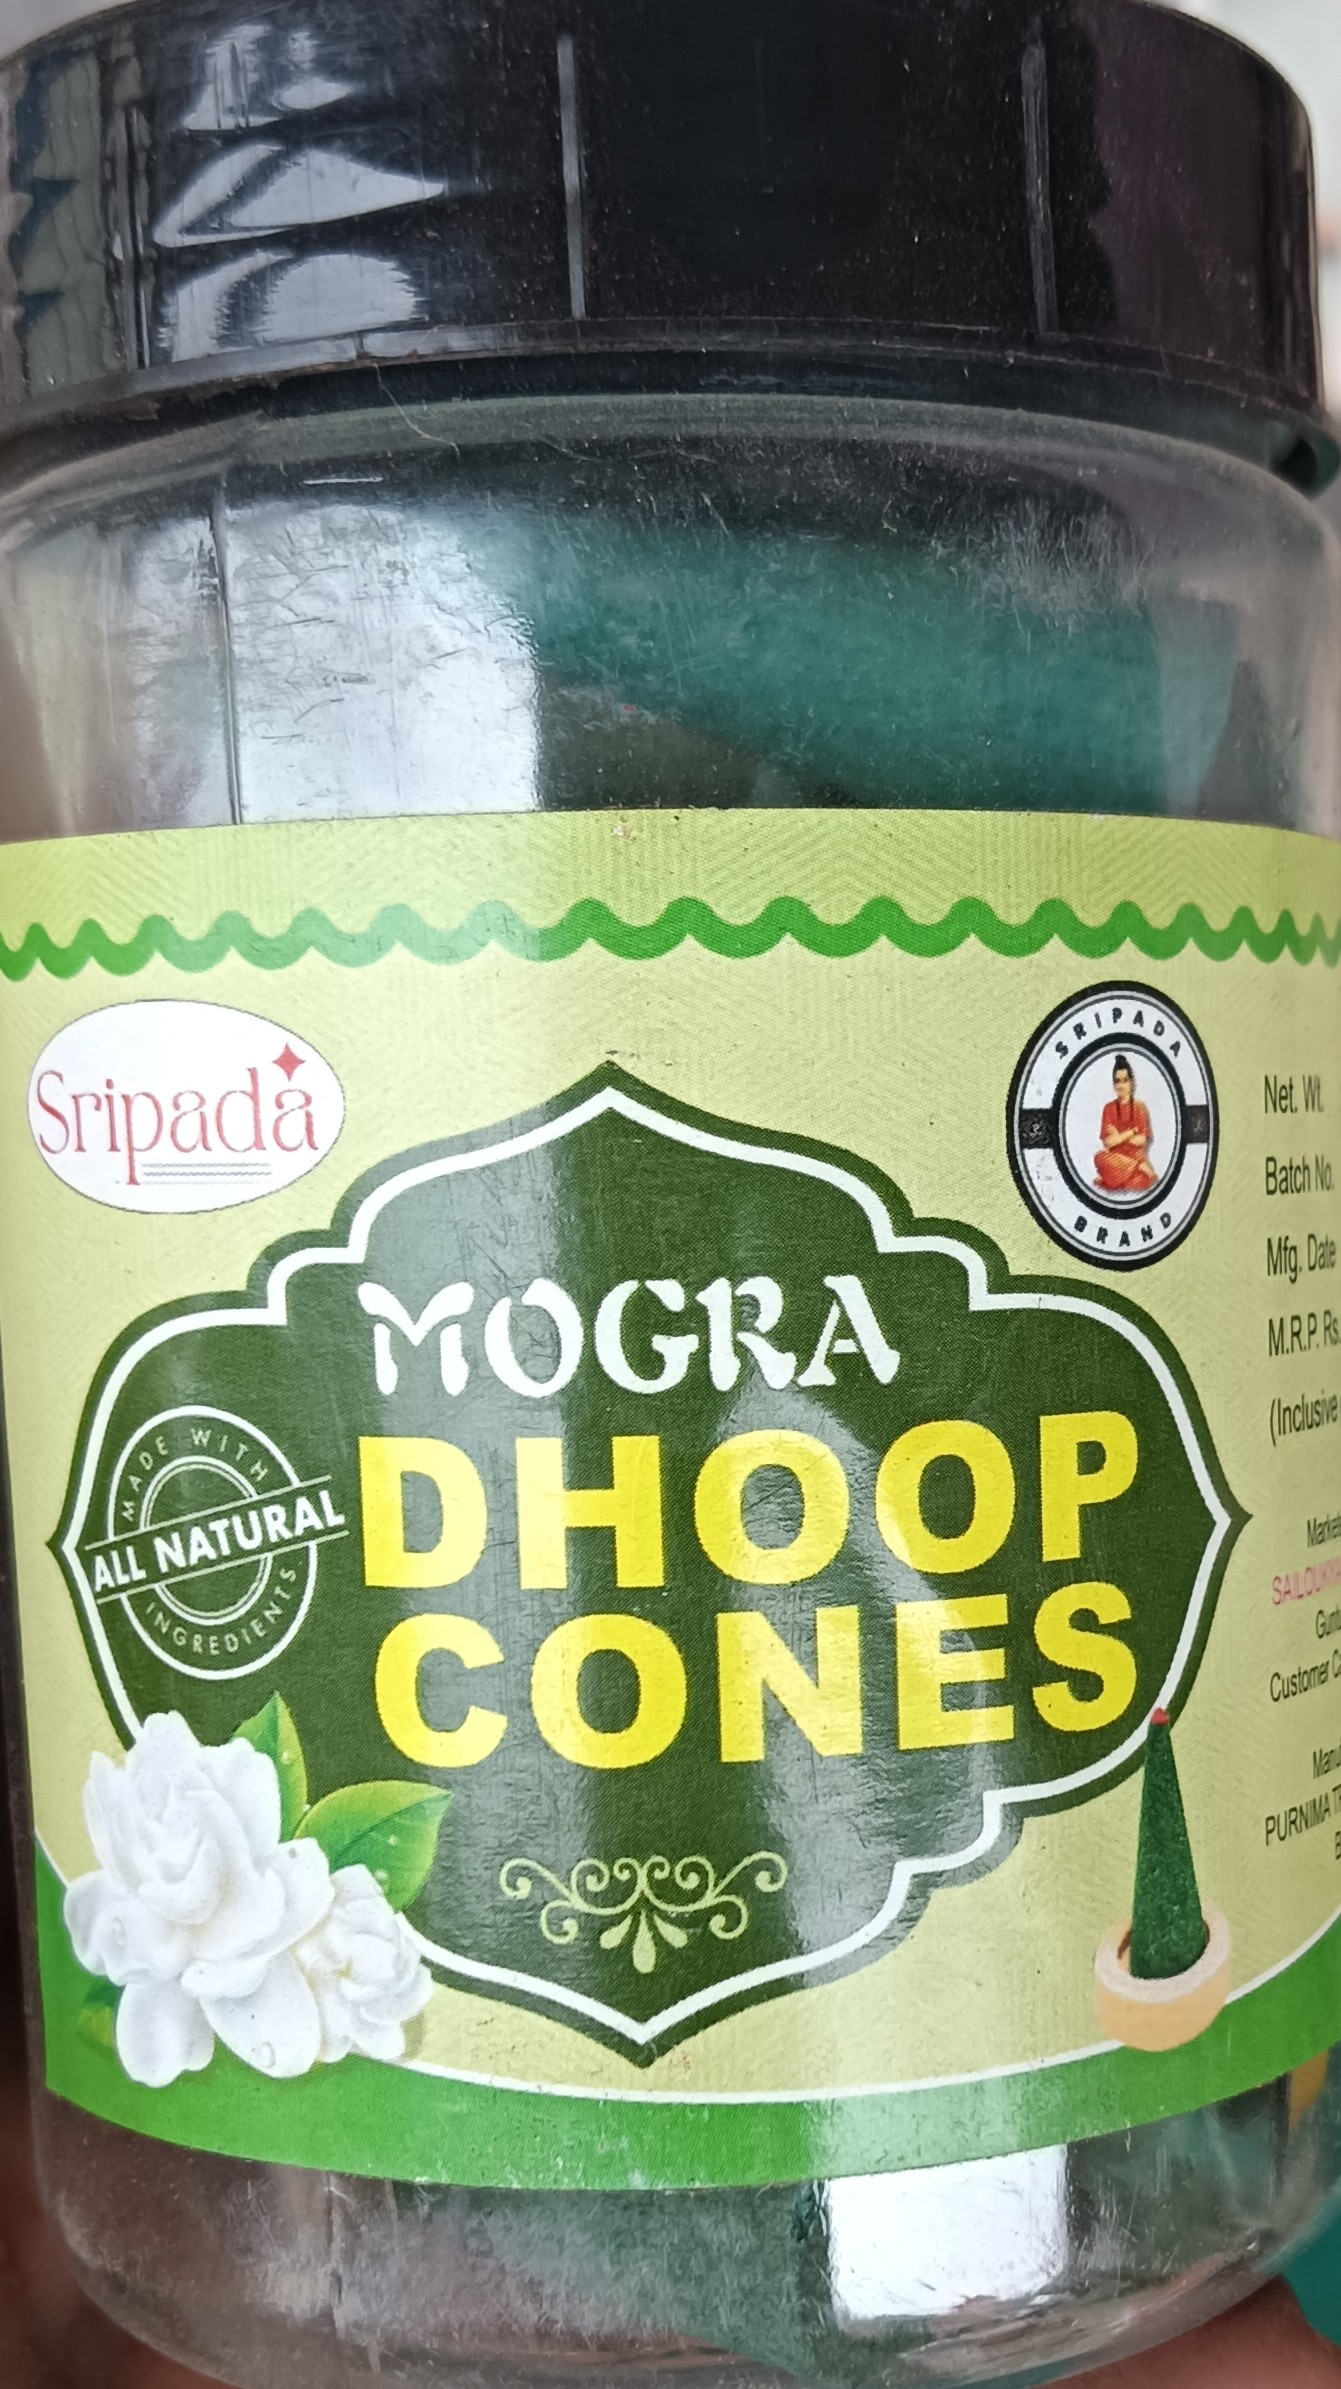 Sripada
SRIPADA
BRAND
MOGRA
DHOOP
CONES
MADE WITH
ALL NATURAL
INGREDIENTS
Net. Wt.
Batch No.
Mfg. Date
M.R.P. Rs.
(Inclusive
Customer
PURNIMA